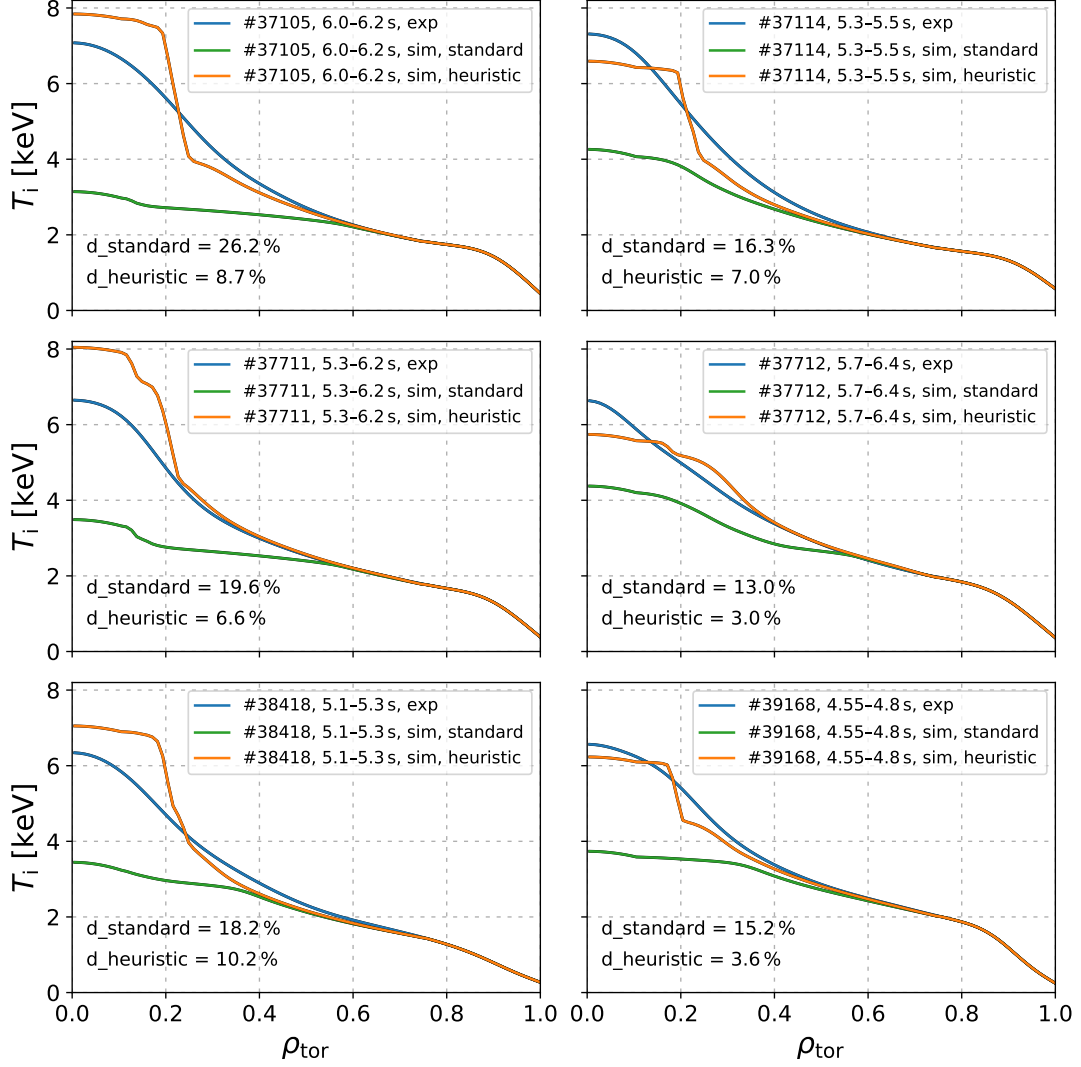 #37105, 6.0–6.2 s, exp
#37105, 6.0–6.2 s, sim, standard
#37105, 6.0–6.2 s, sim, heuristic
8
6
4
2
0
T_i [keV]
d_standard = 26.2 %
d_heuristic = 8.7 %
#37114, 5.3–5.5 s, exp
#37114, 5.3–5.5 s, sim, standard
#37114, 5.3–5.5 s, sim, heuristic
d_standard = 16.3 %
d_heuristic = 7.0 %
#37711, 5.3–6.2 s, exp
#37711, 5.3–6.2 s, sim, standard
#37711, 5.3–6.2 s, sim, heuristic
8
6
4
2
0
T_i [keV]
d_standard = 19.6 %
d_heuristic = 6.6 %
#37712, 5.7–6.4 s, exp
#37712, 5.7–6.4 s, sim, standard
#37712, 5.7–6.4 s, sim, heuristic
d_standard = 13.0 %
d_heuristic = 3.0 %
#38418, 5.1–5.3 s, exp
#38418, 5.1–5.3 s, sim, standard
#38418, 5.1–5.3 s, sim, heuristic
8
6
4
2
0
T_i [keV]
d_standard = 18.2 %
d_heuristic = 10.2 %
0.0 0.2 0.4 0.6 0.8 1.0
ρ_tor
#39168, 4.55–4.8 s, exp
#39168, 4.55–4.8 s, sim, standard
#39168, 4.55–4.8 s, sim, heuristic
d_standard = 15.2 %
d_heuristic = 3.6 %
0.0 0.2 0.4 0.6 0.8 1.0
ρ_tor